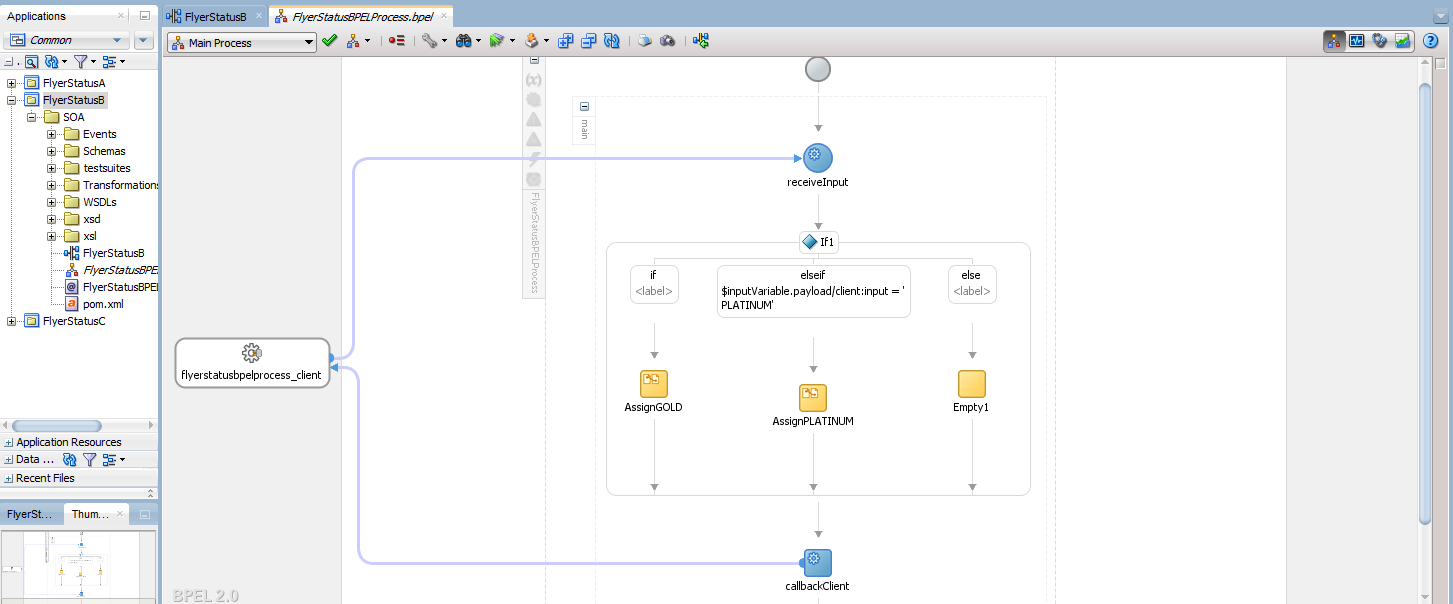 Applications
FlyerStatusB
FlyerStatusBPELProcess.bpel
Common
Main Process
FlyerStatusA
FlyerStatusB
SOA
Events
Schemas
testsuites
Transformations
WSDLs
xsd
xsl
FlyerStatusB
FlyerStatusBPE
FlyerStatusBPEL
pom.xml
FlyerStatusC
Application Resources
Data ...
Recent Files
FlyerSt...
Thum...
(x)
FlyerStatusBPELProcess
main
receiveInput
If1
if
<label>
elseif
$inputVariable.payload/client:input = '
PLATINUM'
else
<label>
flyerstatusbpelprocess_client
AssignGOLD
AssignPLATINUM
Empty1
callbackClient
BPEL 2.0